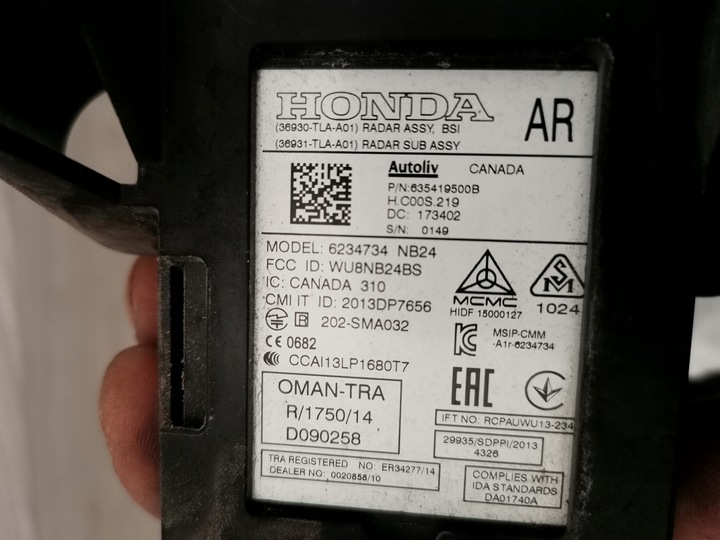 HONDA
AR
(36930-TLA-A01) RADAR ASSY, BSI
(36931-TLA-A01) RADAR SUB ASSY
Autoliv CANADA
P/N:635419500B
H.C00S.219
DC: 173402
S/N: 0149
MODEL: 6234734 NB24
FCC ID: WU8NB24BS
IC: CANADA 310
CMI IT ID: 2013DP7656
R 202-SMA032
CE 0682
CCAI13LP1680T7
MCMC
HIDF 15000127
SM
1024
MSIP-CMM
-A1r-6234734
EAC
OMAN-TRA
R/1750/14
D090258
IFT NO: RCPAUWU13-234
29935/SDPPI/2013
4326
TRA REGISTERED NO: ER34277/14
DEALER NO: 0020858/10
COMPLIES WITH
IDA STANDARDS
DA01740A